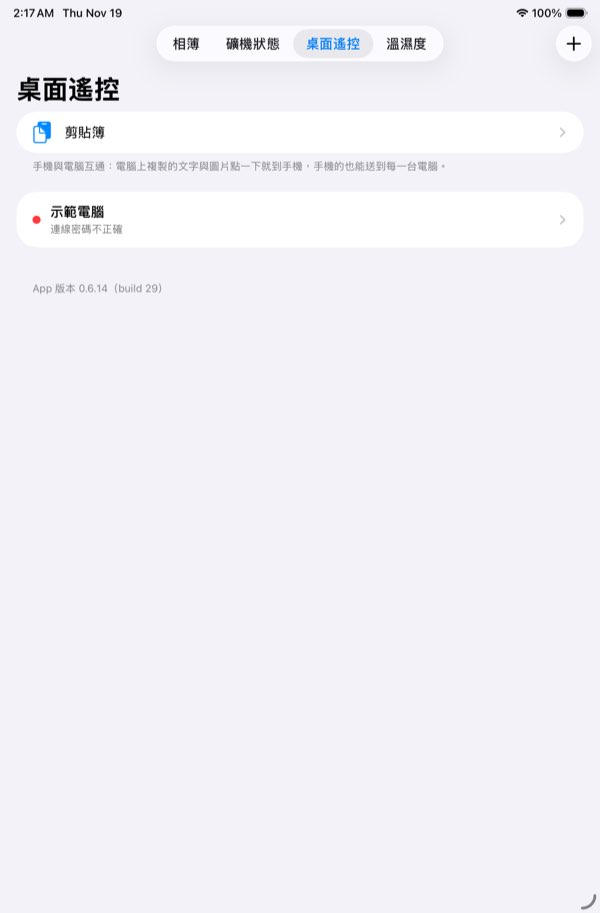 2:17 AM Thu Nov 19
100%
相簿
礦機狀態
桌面遙控
溫濕度
桌面遙控
剪貼簿
手機與電腦互通：電腦上複製的文字與圖片點一下就到手機，手機的也能送到每一台電腦。
示範電腦
連線密碼不正確
App 版本 0.6.14（build 29）